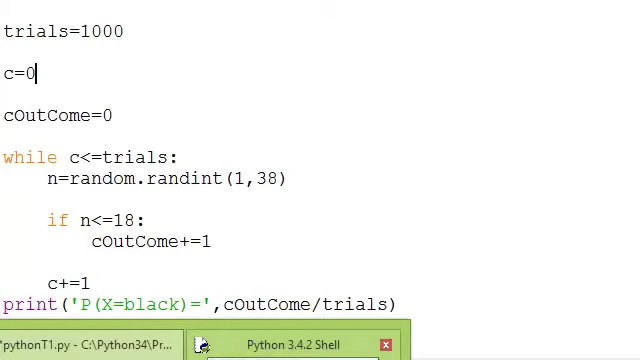 trials=1000
c=0
cOutCome=0
while c<=trials:
    n=random.randint(1,38)
    if n<=18:
        cOutCome+=1
    c+=1
print('P(X=black)=',cOutCome/trials)
*pythonT1.py - C:\Python34\Pr... Python 3.4.2 Shell